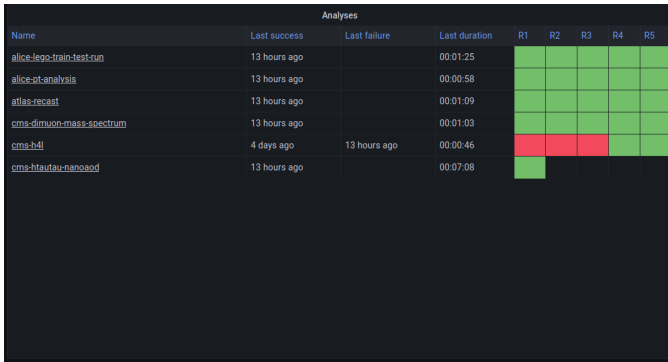 Analyses
Name Last success Last failure Last duration R1 R2 R3 R4 R5
alice-lego-train-test-run 13 hours ago 00:01:25
alice-pt-analysis 13 hours ago 00:00:58
atlas-recast 13 hours ago 00:01:09
cms-dimuon-mass-spectrum 13 hours ago 00:01:03
cms-h4l 4 days ago 13 hours ago 00:00:46
cms-htautau-nanoaod 13 hours ago 00:07:08